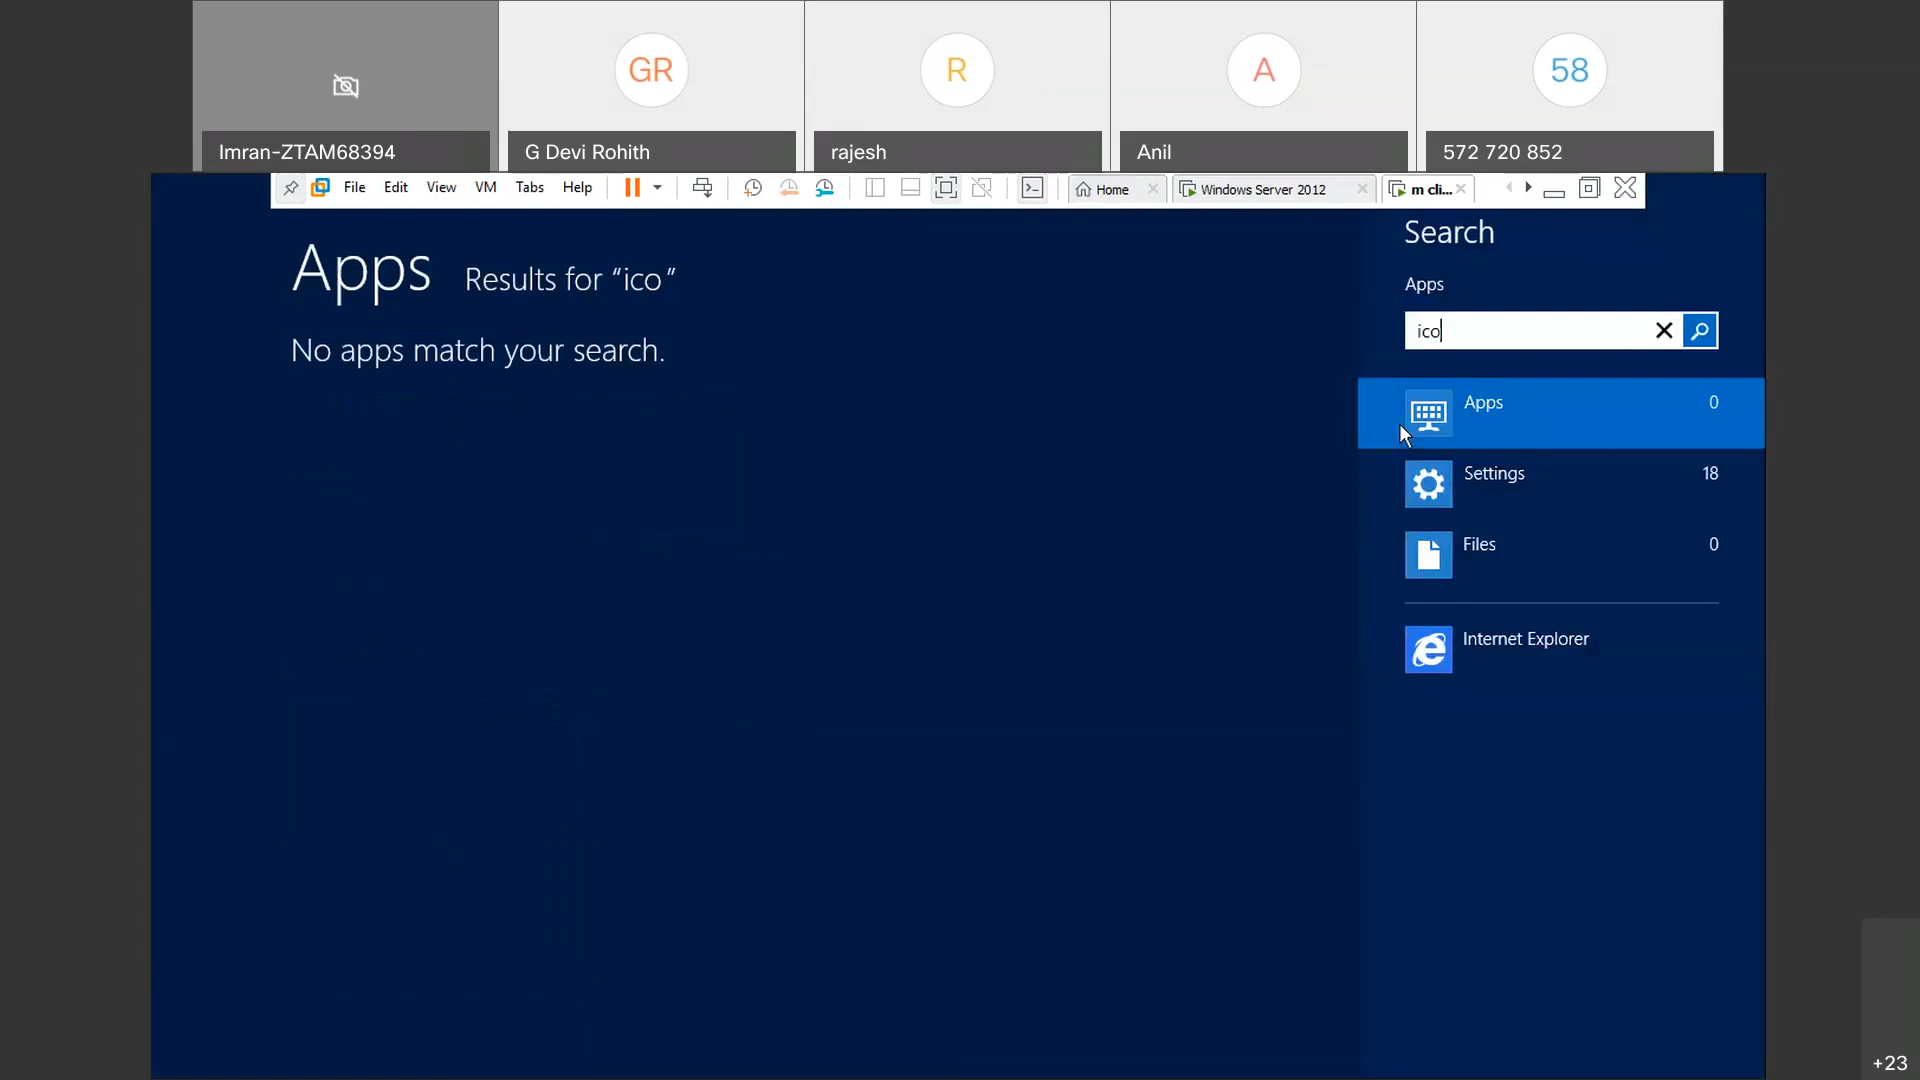 GR
R
A
58
Imran-ZTAM68394
G Devi Rohith
rajesh
Anil
572 720 852
File Edit View VM Tabs Help
Home
Windows Server 2012
m cli...
Search
Apps
Results for “ico”
Apps
No apps match your search.
ico
Apps 0
Settings 18
Files 0
Internet Explorer
+23